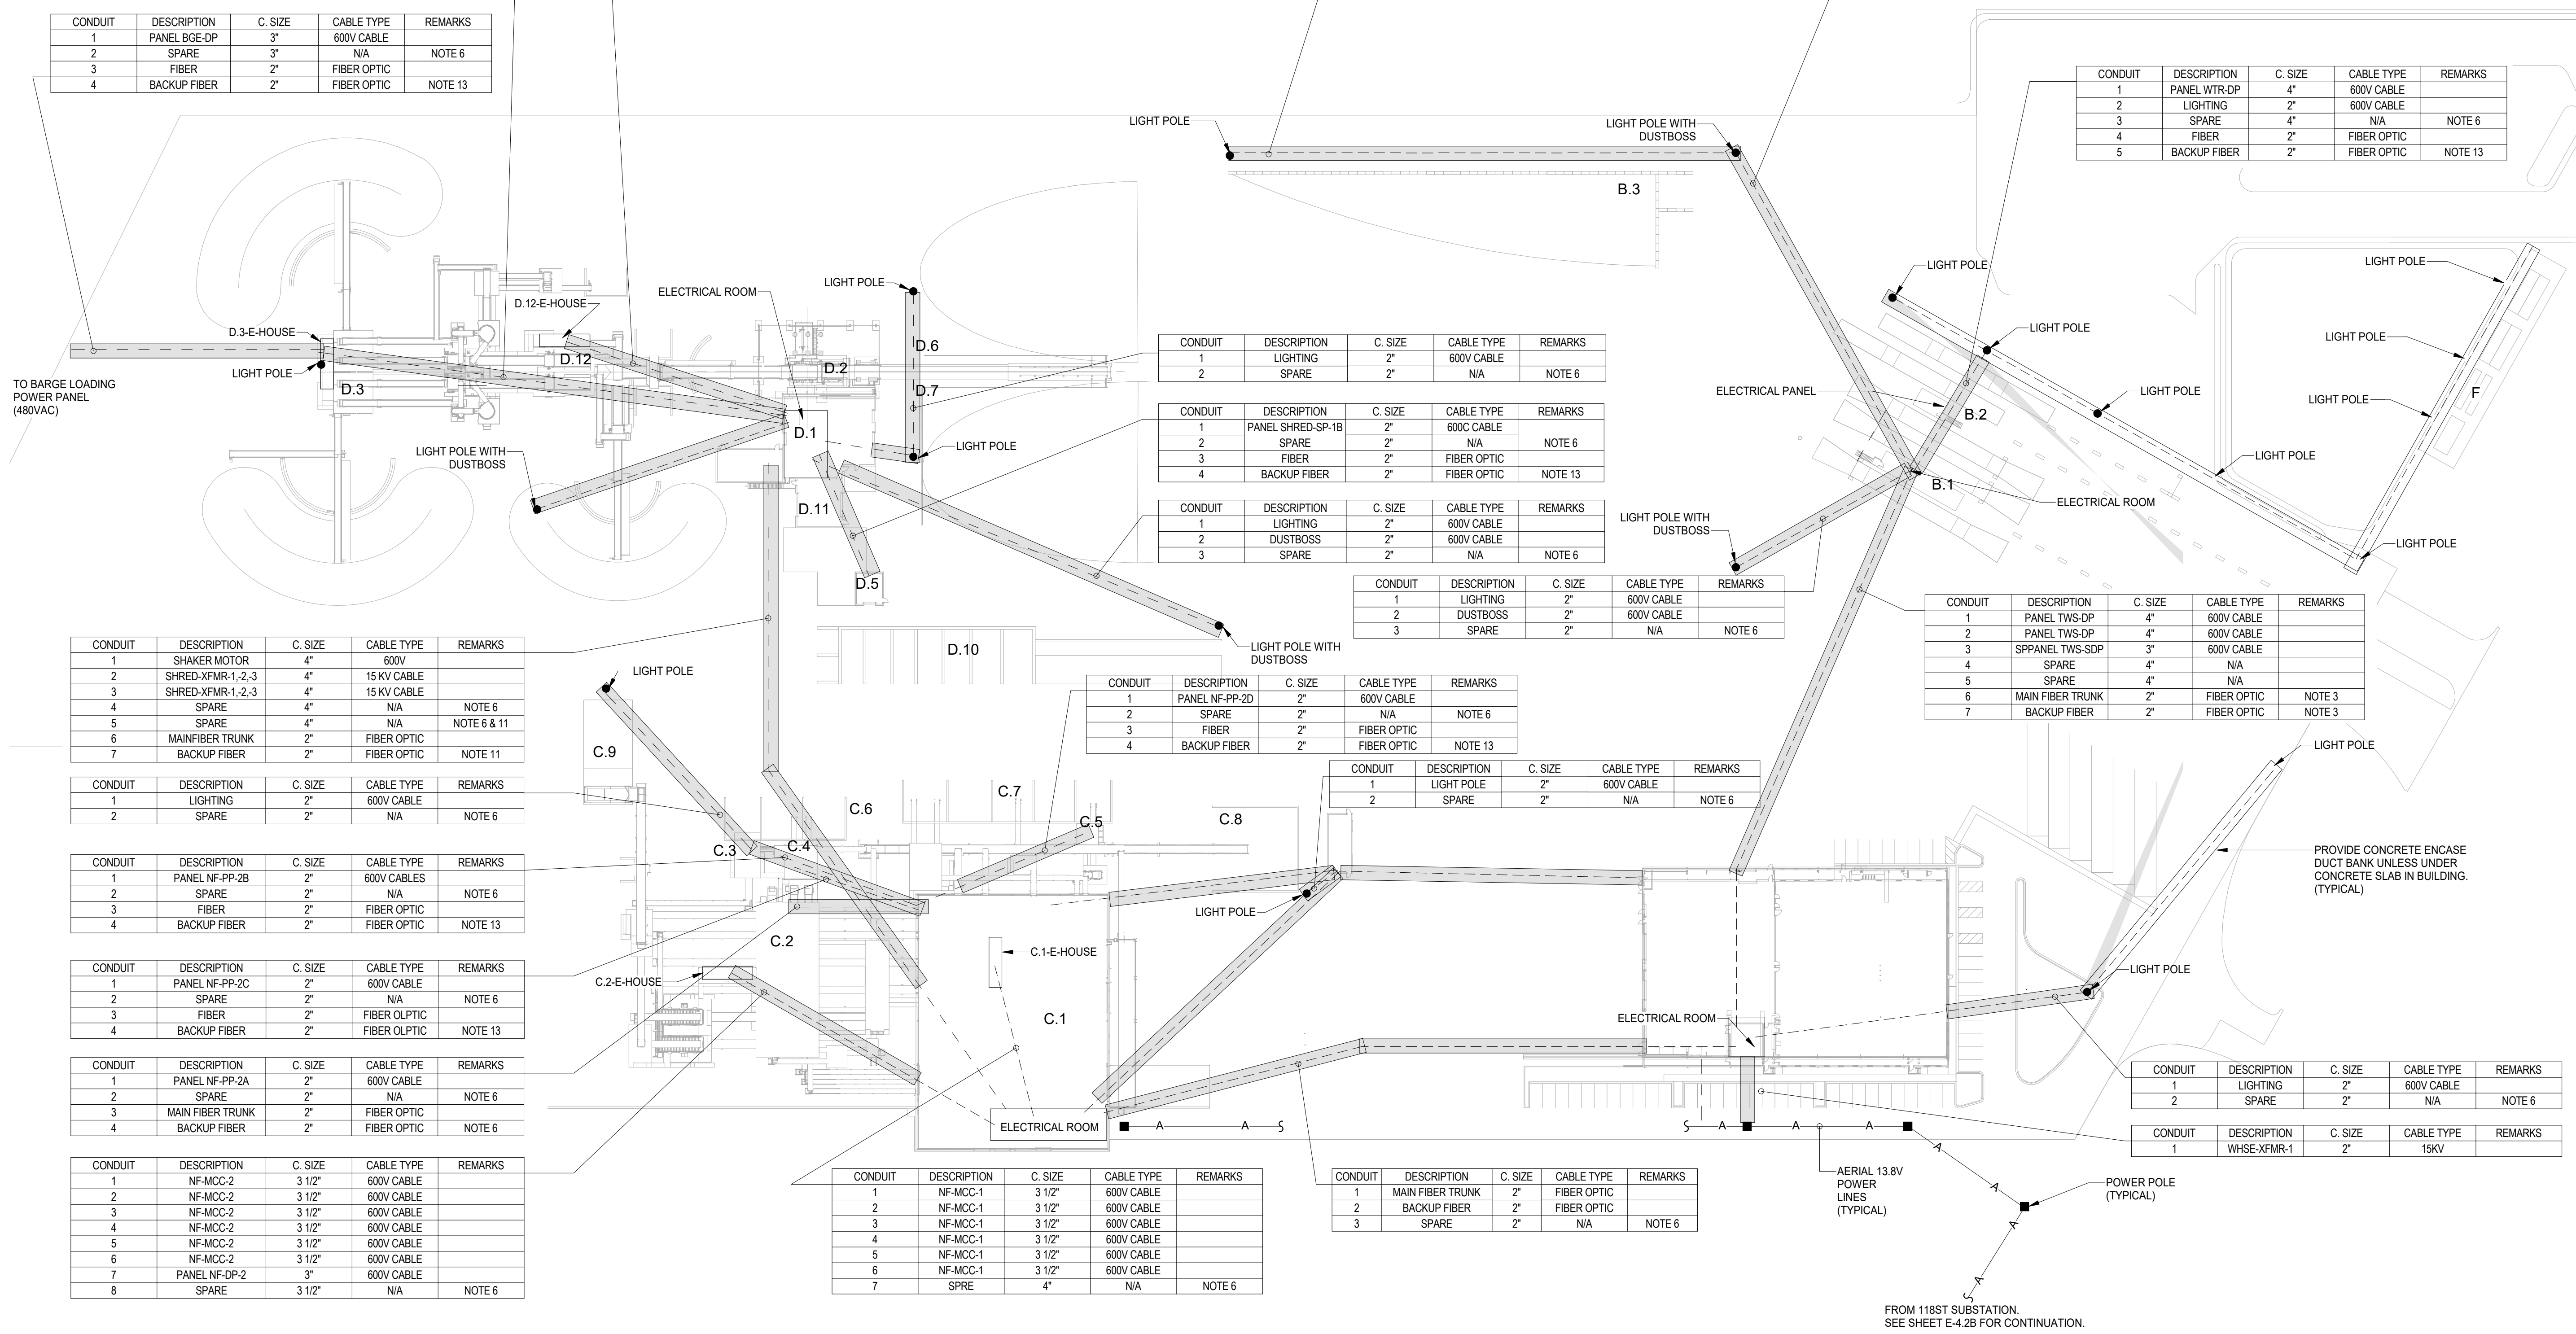 CONDUIT DESCRIPTION C. SIZE CABLE TYPE REMARKS
1 PANEL BGE-DP 3" 600V CABLE
2 SPARE 3" N/A NOTE 6
3 FIBER 2" FIBER OPTIC
4 BACKUP FIBER 2" FIBER OPTIC NOTE 13
CONDUIT DESCRIPTION C. SIZE CABLE TYPE REMARKS
1 PANEL WTR-DP 4" 600V CABLE
2 LIGHTING 2" 600V CABLE
3 SPARE 4" N/A NOTE 6
4 FIBER 2" FIBER OPTIC
5 BACKUP FIBER 2" FIBER OPTIC NOTE 13
LIGHT POLE
LIGHT POLE WITH
DUSTBOSS
B.3
LIGHT POLE
LIGHT POLE
LIGHT POLE
LIGHT POLE
LIGHT POLE
LIGHT POLE
LIGHT POLE
LIGHT POLE
LIGHT POLE
F
ELECTRICAL PANEL
B.2
B.1
ELECTRICAL ROOM
LIGHT POLE WITH
DUSTBOSS
ELECTRICAL ROOM
D.12-E-HOUSE
D.3-E-HOUSE
LIGHT POLE
D.3
D.12
D.2
D.6
D.7
D.1
TO BARGE LOADING
POWER PANEL
(480VAC)
LIGHT POLE WITH
DUSTBOSS
LIGHT POLE
D.11
D.5
D.10
LIGHT POLE WITH
DUSTBOSS
CONDUIT DESCRIPTION C. SIZE CABLE TYPE REMARKS
1 LIGHTING 2" 600V CABLE
2 SPARE 2" N/A NOTE 6
CONDUIT DESCRIPTION C. SIZE CABLE TYPE REMARKS
1 PANEL SHRED-SP-1B 2" 600C CABLE
2 SPARE 2" N/A NOTE 6
3 FIBER 2" FIBER OPTIC
4 BACKUP FIBER 2" FIBER OPTIC NOTE 13
CONDUIT DESCRIPTION C. SIZE CABLE TYPE REMARKS
1 LIGHTING 2" 600V CABLE
2 DUSTBOSS 2" 600V CABLE
3 SPARE 2" N/A NOTE 6
CONDUIT DESCRIPTION C. SIZE CABLE TYPE REMARKS
1 LIGHTING 2" 600V CABLE
2 DUSTBOSS 2" 600V CABLE
3 SPARE 2" N/A NOTE 6
CONDUIT DESCRIPTION C. SIZE CABLE TYPE REMARKS
1 PANEL TWS-DP 4" 600V CABLE
2 PANEL TWS-DP 4" 600V CABLE
3 SPPANEL TWS-SDP 3" 600V CABLE
4 SPARE 4" N/A
5 SPARE 4" N/A
6 MAIN FIBER TRUNK 2" FIBER OPTIC NOTE 3
7 BACKUP FIBER 2" FIBER OPTIC NOTE 3
CONDUIT DESCRIPTION C. SIZE CABLE TYPE REMARKS
1 SHAKER MOTOR 4" 600V
2 SHRED-XFMR-1,-2,-3 4" 15 KV CABLE
3 SHRED-XFMR-1,-2,-3 4" 15 KV CABLE
4 SPARE 4" N/A NOTE 6
5 SPARE 4" N/A NOTE 6 & 11
6 MAINFIBER TRUNK 2" FIBER OPTIC
7 BACKUP FIBER 2" FIBER OPTIC NOTE 11
CONDUIT DESCRIPTION C. SIZE CABLE TYPE REMARKS
1 LIGHTING 2" 600V CABLE
2 SPARE 2" N/A NOTE 6
CONDUIT DESCRIPTION C. SIZE CABLE TYPE REMARKS
1 PANEL NF-PP-2B 2" 600V CABLES
2 SPARE 2" N/A NOTE 6
3 FIBER 2" FIBER OPTIC
4 BACKUP FIBER 2" FIBER OPTIC NOTE 13
CONDUIT DESCRIPTION C. SIZE CABLE TYPE REMARKS
1 PANEL NF-PP-2C 2" 600V CABLE
2 SPARE 2" N/A NOTE 6
3 FIBER 2" FIBER OLPTIC
4 BACKUP FIBER 2" FIBER OLPTIC NOTE 13
CONDUIT DESCRIPTION C. SIZE CABLE TYPE REMARKS
1 PANEL NF-PP-2A 2" 600V CABLE
2 SPARE 2" N/A NOTE 6
3 MAIN FIBER TRUNK 2" FIBER OPTIC
4 BACKUP FIBER 2" FIBER OPTIC NOTE 6
CONDUIT DESCRIPTION C. SIZE CABLE TYPE REMARKS
1 NF-MCC-2 3 1/2" 600V CABLE
2 NF-MCC-2 3 1/2" 600V CABLE
3 NF-MCC-2 3 1/2" 600V CABLE
4 NF-MCC-2 3 1/2" 600V CABLE
5 NF-MCC-2 3 1/2" 600V CABLE
6 NF-MCC-2 3 1/2" 600V CABLE
7 PANEL NF-DP-2 3" 600V CABLE
8 SPARE 3 1/2" N/A NOTE 6
LIGHT POLE
C.9
C.3
C.4
C.6
C.7
C.5
C.8
C.2
C.2-E-HOUSE
C.1-E-HOUSE
C.1
ELECTRICAL ROOM
CONDUIT DESCRIPTION C. SIZE CABLE TYPE REMARKS
1 PANEL NF-PP-2D 2" 600V CABLE
2 SPARE 2" N/A NOTE 6
3 FIBER 2" FIBER OPTIC
4 BACKUP FIBER 2" FIBER OPTIC NOTE 13
CONDUIT DESCRIPTION C. SIZE CABLE TYPE REMARKS
1 LIGHT POLE 2" 600V CABLE
2 SPARE 2" N/A NOTE 6
LIGHT POLE
LIGHT POLE
PROVIDE CONCRETE ENCASE
DUCT BANK UNLESS UNDER
CONCRETE SLAB IN BUILDING.
(TYPICAL)
LIGHT POLE
ELECTRICAL ROOM
CONDUIT DESCRIPTION C. SIZE CABLE TYPE REMARKS
1 LIGHTING 2" 600V CABLE
2 SPARE 2" N/A NOTE 6
CONDUIT DESCRIPTION C. SIZE CABLE TYPE REMARKS
1 WHSE-XFMR-1 2" 15KV
A A S
S A A A
A
A
A
A
S
CONDUIT DESCRIPTION C. SIZE CABLE TYPE REMARKS
1 NF-MCC-1 3 1/2" 600V CABLE
2 NF-MCC-1 3 1/2" 600V CABLE
3 NF-MCC-1 3 1/2" 600V CABLE
4 NF-MCC-1 3 1/2" 600V CABLE
5 NF-MCC-1 3 1/2" 600V CABLE
6 NF-MCC-1 3 1/2" 600V CABLE
7 SPRE 4" N/A NOTE 6
CONDUIT DESCRIPTION C. SIZE CABLE TYPE REMARKS
1 MAIN FIBER TRUNK 2" FIBER OPTIC
2 BACKUP FIBER 2" FIBER OPTIC
3 SPARE 2" N/A NOTE 6
AERIAL 13.8V
POWER
LINES
(TYPICAL)
POWER POLE
(TYPICAL)
FROM 118ST SUBSTATION.
SEE SHEET E-4.2B FOR CONTINUATION.